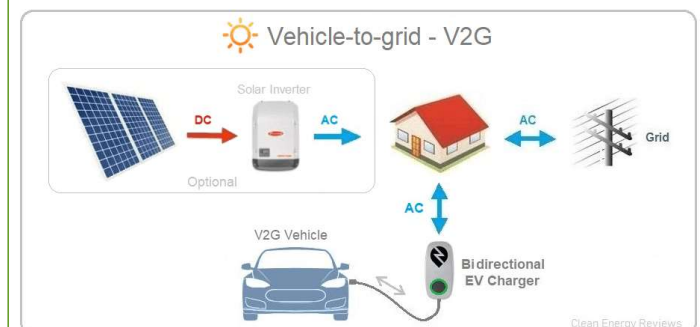 Vehicle-to-grid - V2G
Solar Inverter
DC
AC
AC
Grid
Optional
AC
V2G Vehicle
Bidirectional
EV Charger
Clean Energy Reviews